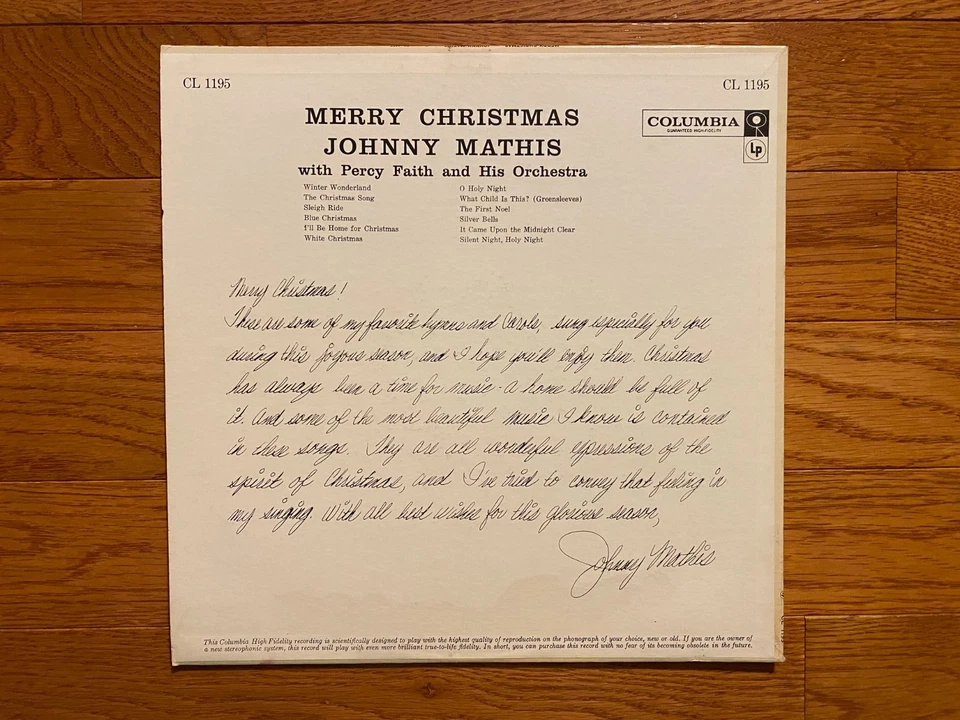 CL 1195
CL 1195
MERRY CHRISTMAS
JOHNNY MATHIS
with Percy Faith and His Orchestra
COLUMBIA
GUARANTEED HIGH-FIDELITY
Lp
Winter Wonderland
The Christmas Song
Sleigh Ride
Blue Christmas
I'll Be Home for Christmas
White Christmas
O Holy Night
What Child Is This? (Greensleeves)
The First Noel
Silver Bells
It Came Upon the Midnight Clear
Silent Night, Holy Night
Merry Christmas!
These are some of my favorite hymns and Carols, sung especially for you
during this joyous season, and I hope you'll enjoy them. Christmas
has always been a time for music - a home should be full of
it. And some of the most beautiful music I know is contained
in these songs. They are all wonderful expressions of the
spirit of Christmas, and I've tried to convey that feeling in
my singing. With all best wishes for this glorious season,
Johnny Mathis
This Columbia High Fidelity recording is scientifically designed to play with the highest quality of reproduction on the phonograph of your choice, new or old. If you are the owner of
a new stereophonic system, this record will play with even more brilliant true-to-life fidelity. In short, you can purchase this record with no fear of its becoming obsolete in the future.